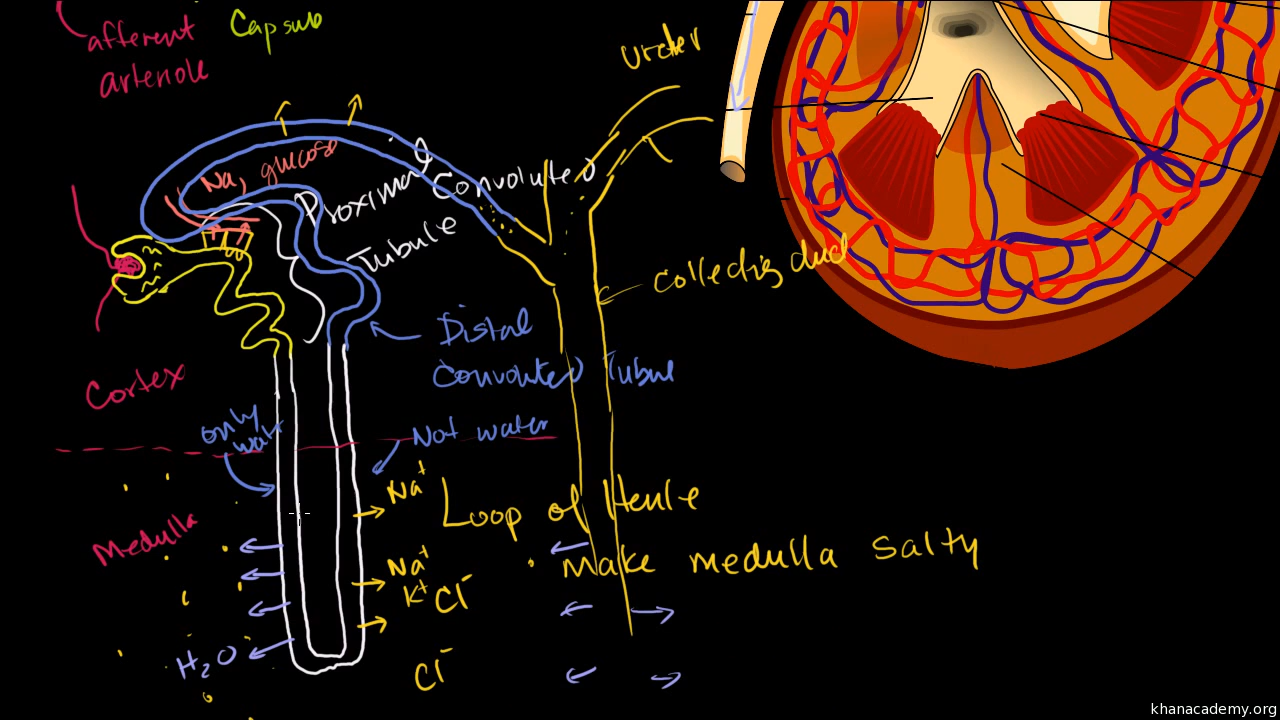 afferent
arteriole
Capsule
Ureter
Na, glucose
Proximal
Convoluted
Tubule
Collecting duct
Distal
Convoluted Tubule
Cortex
only
water
Not water
Na⁺
Loop of Henle
Medulla
Make medulla salty
Na⁺
K⁺ Cl⁻
H₂O
Cl⁻
khanacademy.org